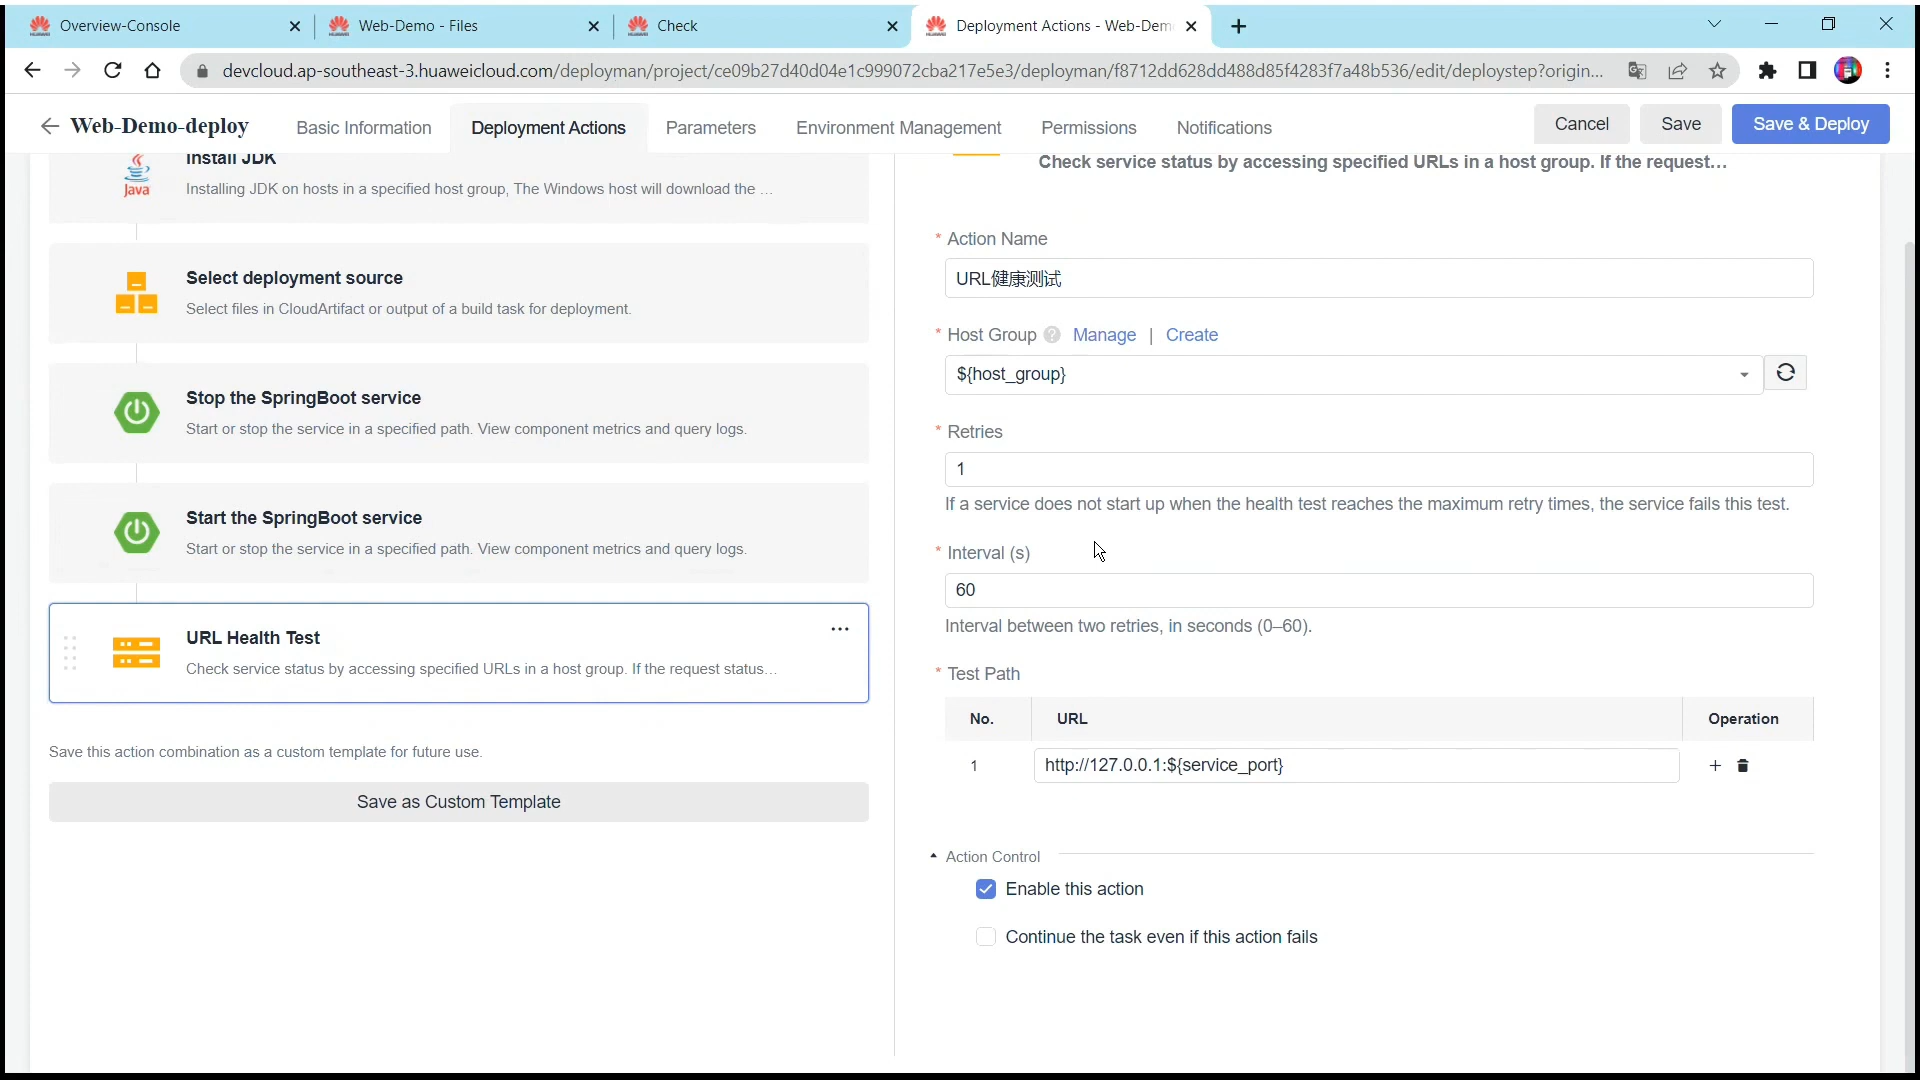 Overview-Console
Web-Demo - Files
Check
Deployment Actions - Web-Dem
devcloud.ap-southeast-3.huaweicloud.com/deployman/project/ce09b27d40d04e1c999072cba217e5e3/deployman/f8712dd628dd488d85f4283f7a48b536/edit/deploystep?origin...
Web-Demo-deploy
Basic Information
Deployment Actions
Parameters
Environment Management
Permissions
Notifications
Cancel
Save
Save & Deploy
Install JDK
Java
Installing JDK on hosts in a specified host group, The Windows host will download the ...
Select deployment source
Select files in CloudArtifact or output of a build task for deployment.
Stop the SpringBoot service
Start or stop the service in a specified path. View component metrics and query logs.
Start the SpringBoot service
Start or stop the service in a specified path. View component metrics and query logs.
URL Health Test
Check service status by accessing specified URLs in a host group. If the request status...
Save this action combination as a custom template for future use.
Save as Custom Template
Check service status by accessing specified URLs in a host group. If the request...
* Action Name
URL健康测试
* Host Group ? Manage | Create
${host_group}
* Retries
1
If a service does not start up when the health test reaches the maximum retry times, the service fails this test.
* Interval (s)
60
Interval between two retries, in seconds (0–60).
* Test Path
No. URL Operation
1 http://127.0.0.1:${service_port}
Action Control
Enable this action
Continue the task even if this action fails